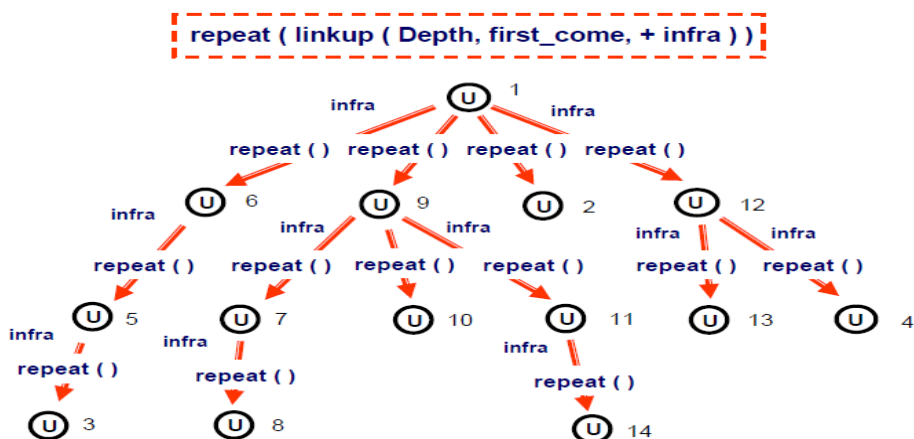 repeat ( linkup ( Depth, first_come, + infra ) )
U 1
infra infra
repeat ( ) repeat ( ) repeat ( ) repeat ( )
U 6 U 9 U 2 U 12
infra infra infra infra infra
repeat ( ) repeat ( ) repeat ( ) repeat ( ) repeat ( ) repeat ( )
U 5 U 7 U 10 U 11 U 13 U 4
infra infra infra
repeat ( ) repeat ( ) repeat ( )
U 3 U 8 U 14